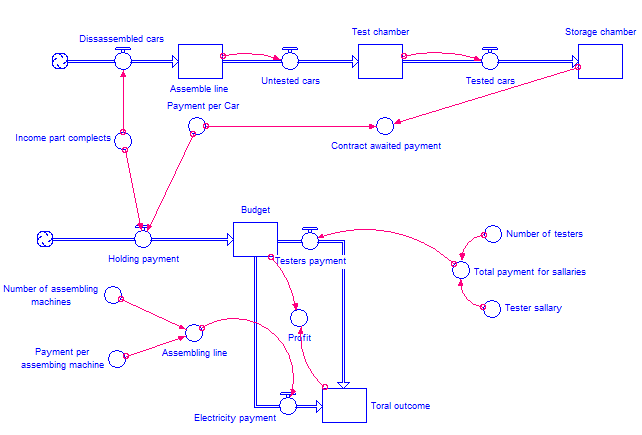 Dissassembled cars
Test chamber
Storage chamber
Assemble line
Untested cars
Tested cars
Payment per Car
Income part complects
Contract awaited payment
Budget
Holding payment
Testers payment
Number of testers
Total payment for sallaries
Tester sallary
Number of assembling
machines
Profit
Payment per
assembing machine
Assembling line
Electricity payment
Toral outcome